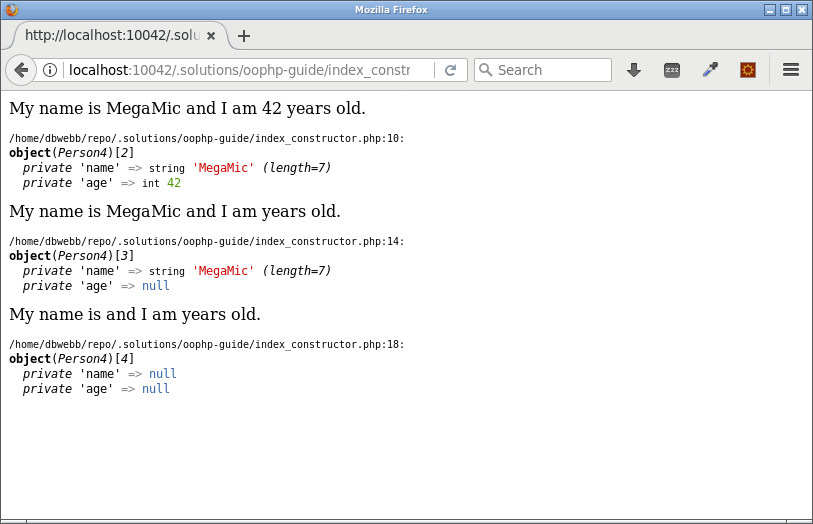 Mozilla Firefox
http://localhost:10042/.solu
localhost:10042/.solutions/oophp-guide/index_constr
Search
zzz
My name is MegaMic and I am 42 years old.
/home/dbwebb/repo/.solutions/oophp-guide/index_constructor.php:10:
object(Person4)[2]
private 'name' => string 'MegaMic' (length=7)
private 'age' => int 42
My name is MegaMic and I am years old.
/home/dbwebb/repo/.solutions/oophp-guide/index_constructor.php:14:
object(Person4)[3]
private 'name' => string 'MegaMic' (length=7)
private 'age' => null
My name is and I am years old.
/home/dbwebb/repo/.solutions/oophp-guide/index_constructor.php:18:
object(Person4)[4]
private 'name' => null
private 'age' => null